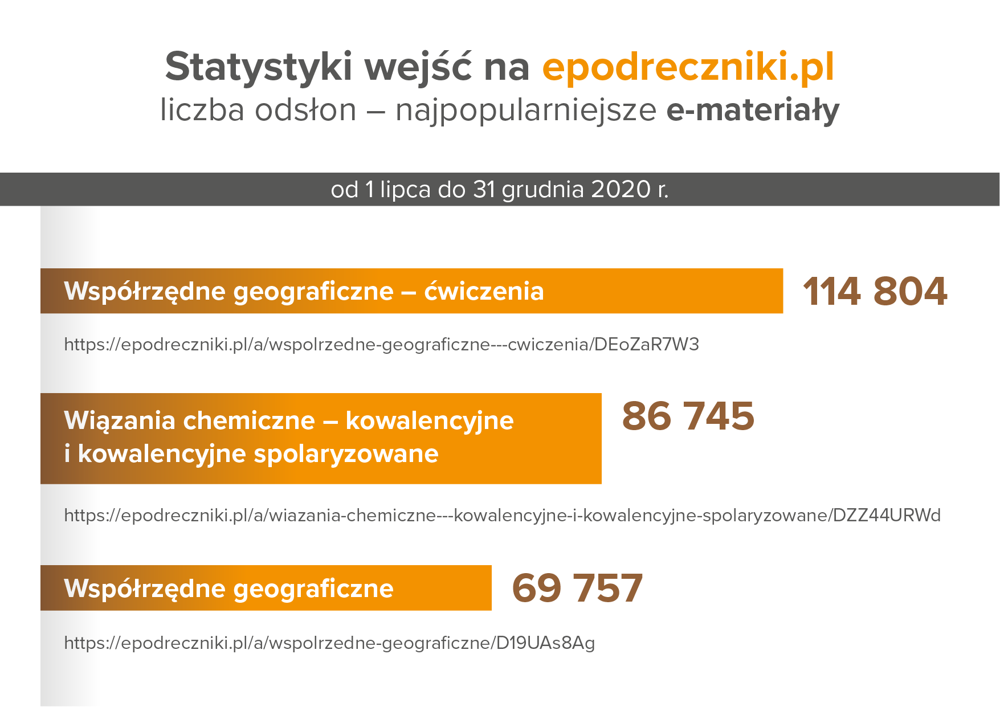 Statystyki wejść na epodreczniki.pl
liczba odsłon – najpopularniejsze e-materiały
od 1 lipca do 31 grudnia 2020 r.
Współrzędne geograficzne – ćwiczenia
114 804
https://epodreczniki.pl/a/wspolrzedne-geograficzne---cwiczenia/DEoZaR7W3
Wiązania chemiczne – kowalencyjne
i kowalencyjne spolaryzowane
86 745
https://epodreczniki.pl/a/wiazania-chemiczne---kowalencyjne-i-kowalencyjne-spolaryzowane/DZZ44URWd
Współrzędne geograficzne
69 757
https://epodreczniki.pl/a/wspolrzedne-geograficzne/D19UAs8Ag